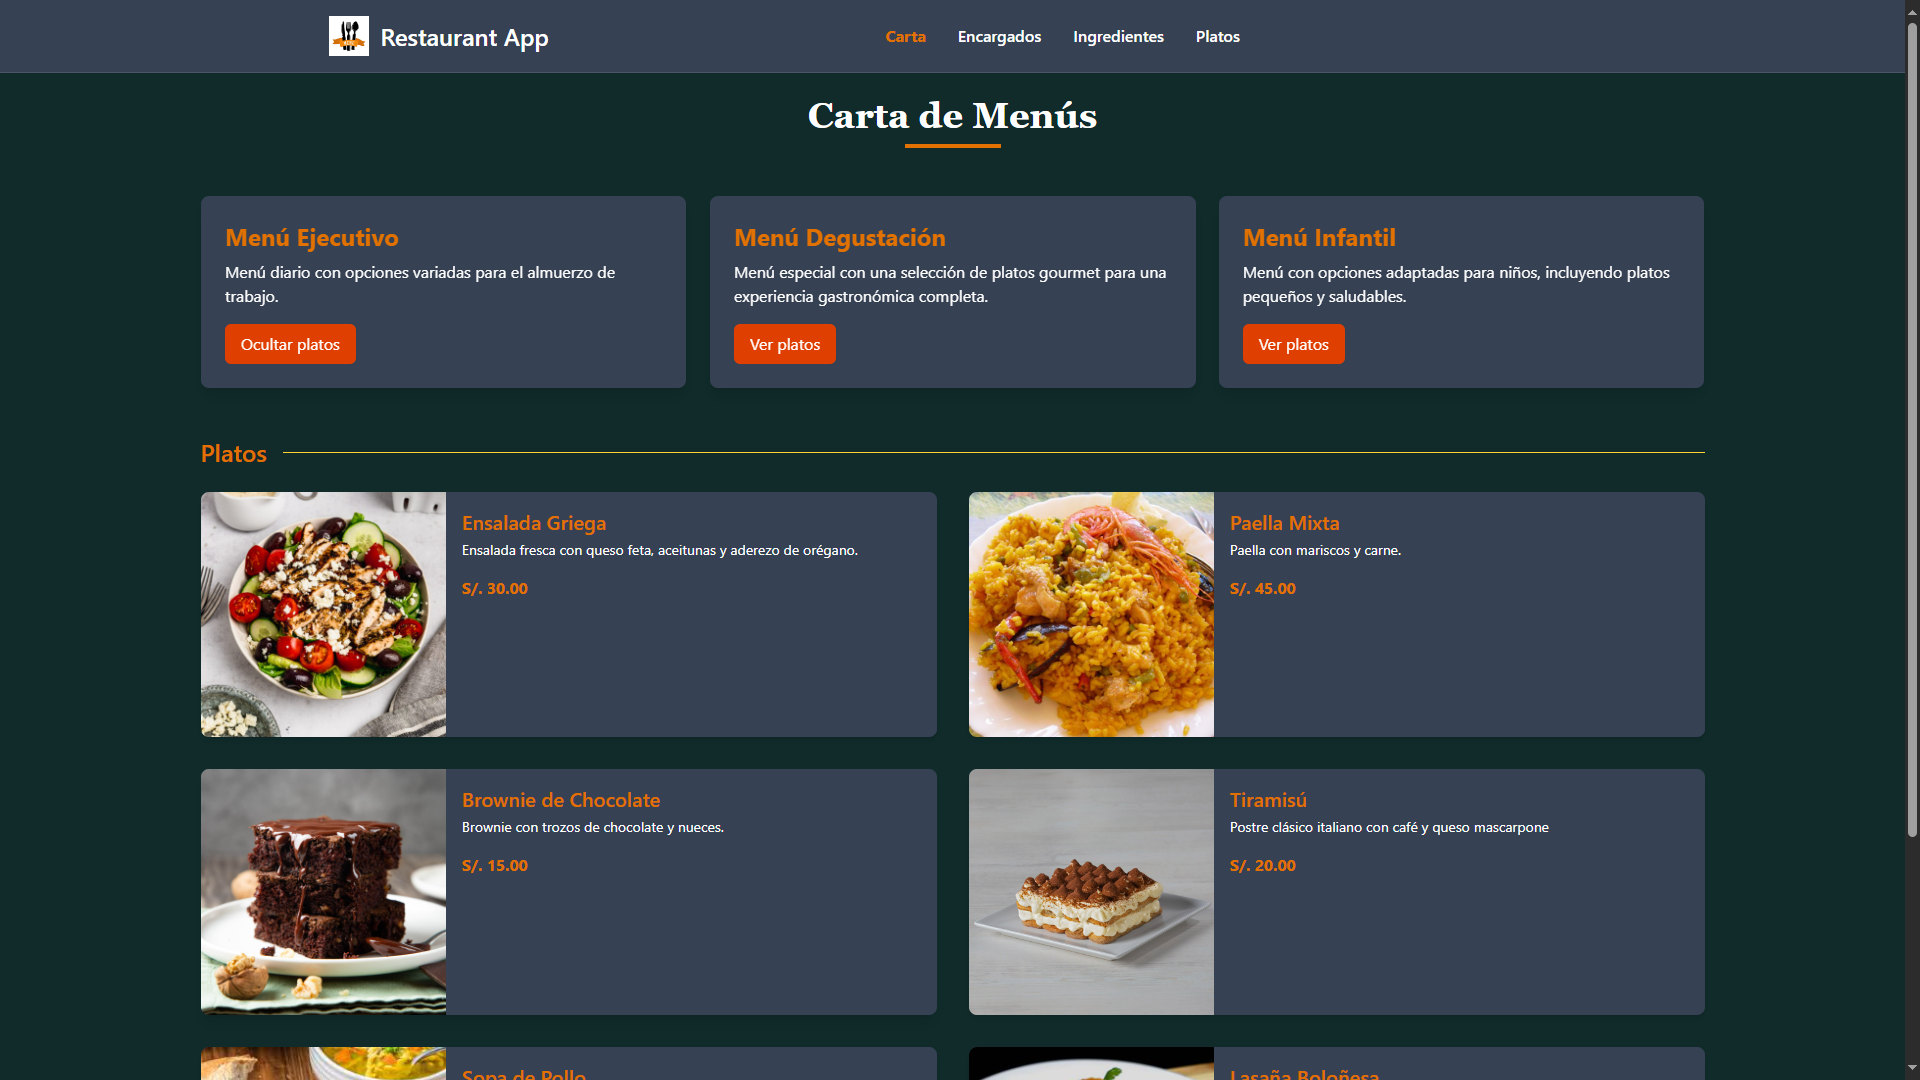 Restaurant App
Carta
Encargados
Ingredientes
Platos
Carta de Menús
Menú Ejecutivo
Menú diario con opciones variadas para el almuerzo de
trabajo.
Ocultar platos
Menú Degustación
Menú especial con una selección de platos gourmet para una
experiencia gastronómica completa.
Ver platos
Menú Infantil
Menú con opciones adaptadas para niños, incluyendo platos
pequeños y saludables.
Ver platos
Platos
Ensalada Griega
Ensalada fresca con queso feta, aceitunas y aderezo de orégano.
S/. 30.00
Paella Mixta
Paella con mariscos y carne.
S/. 45.00
Brownie de Chocolate
Brownie con trozos de chocolate y nueces.
S/. 15.00
Tiramisú
Postre clásico italiano con café y queso mascarpone
S/. 20.00
Sopa de Pollo
Lasaña Boloñesa